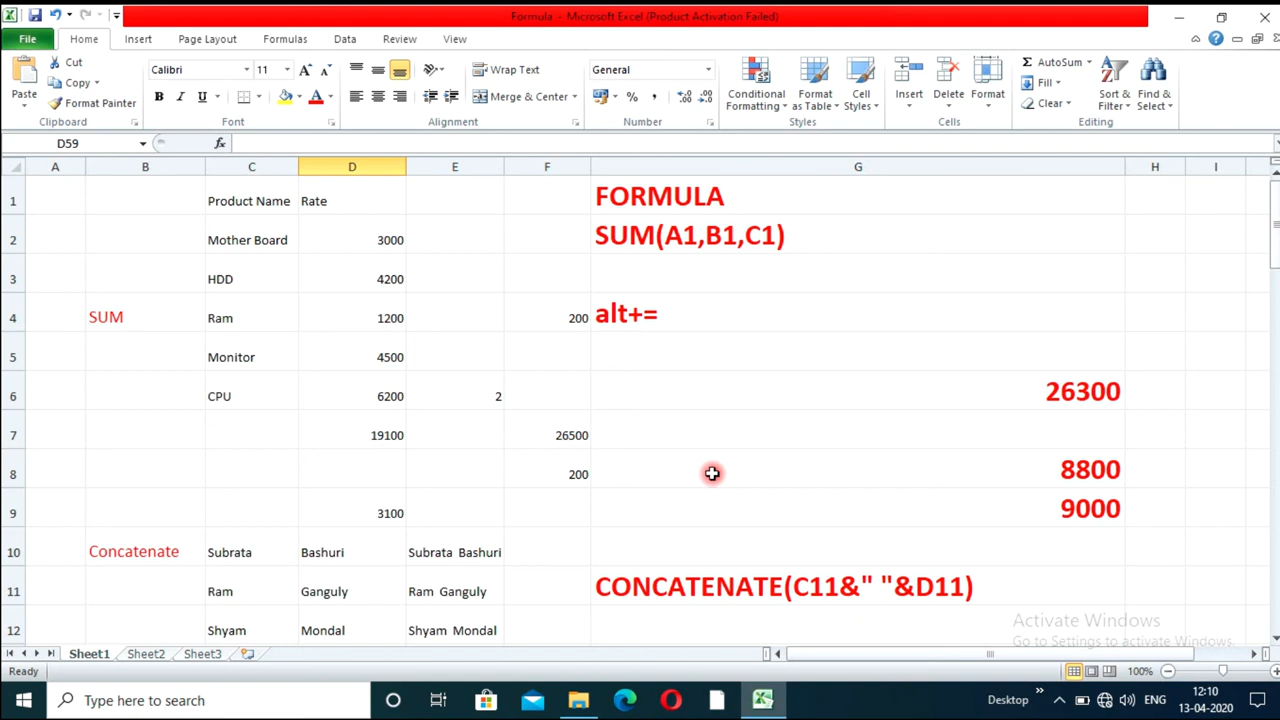 Formula - Microsoft Excel (Product Activation Failed)
File Home Insert Page Layout Formulas Data Review View
Paste Cut Copy Format Painter Clipboard
Calibri 11 B I U Font
Wrap Text Merge & Center Alignment
General % , Number
Conditional Formatting Format as Table Cell Styles Styles
Insert Delete Format Cells
AutoSum Fill Clear Sort & Filter Find & Select Editing
D59 fx
A B C D E F G H I
1 Product Name Rate FORMULA
2 Mother Board 3000 SUM(A1,B1,C1)
3 HDD 4200
4 SUM Ram 1200 200 alt+=
5 Monitor 4500
6 CPU 6200 2 26300
7 19100 26500
8 200 8800
9 3100 9000
10 Concatenate Subrata Bashuri Subrata Bashuri
11 Ram Ganguly Ram Ganguly CONCATENATE(C11&" "&D11)
12 Shyam Mondal Shyam Mondal
Activate Windows
Go to Settings to activate Windows.
Sheet1 Sheet2 Sheet3
Ready 100%
Type here to search Desktop ENG 12:10
13-04-2020